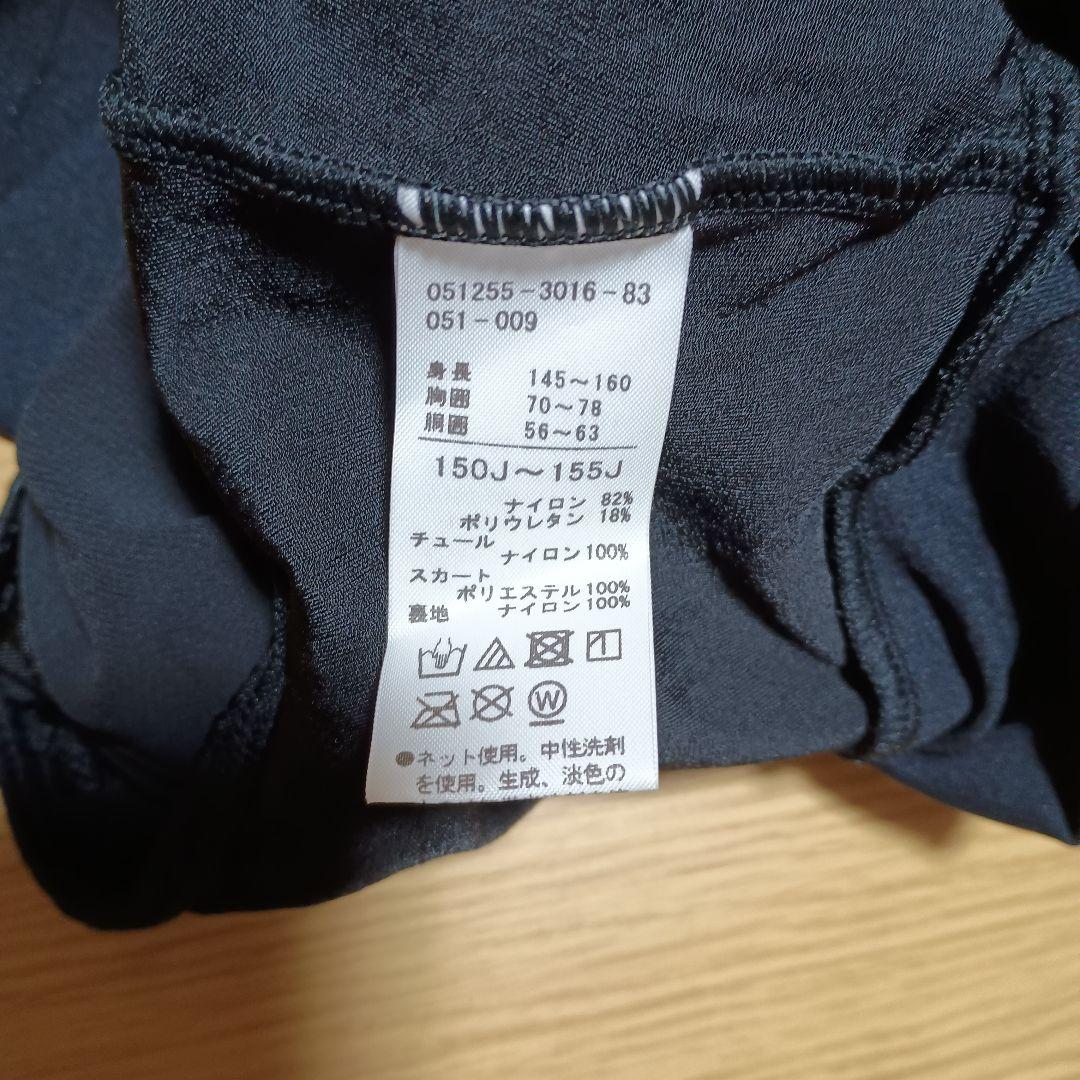 051255-3016-83
051-009
身長 145～160
胸囲 70～78
胴囲 56～63
150J～155J
ナイロン 82%
ポリウレタン 18%
チュール
ナイロン100%
スカート
ポリエステル100%
裏地 ナイロン100%
W
●ネット使用。中性洗剤
を使用。生成、淡色の